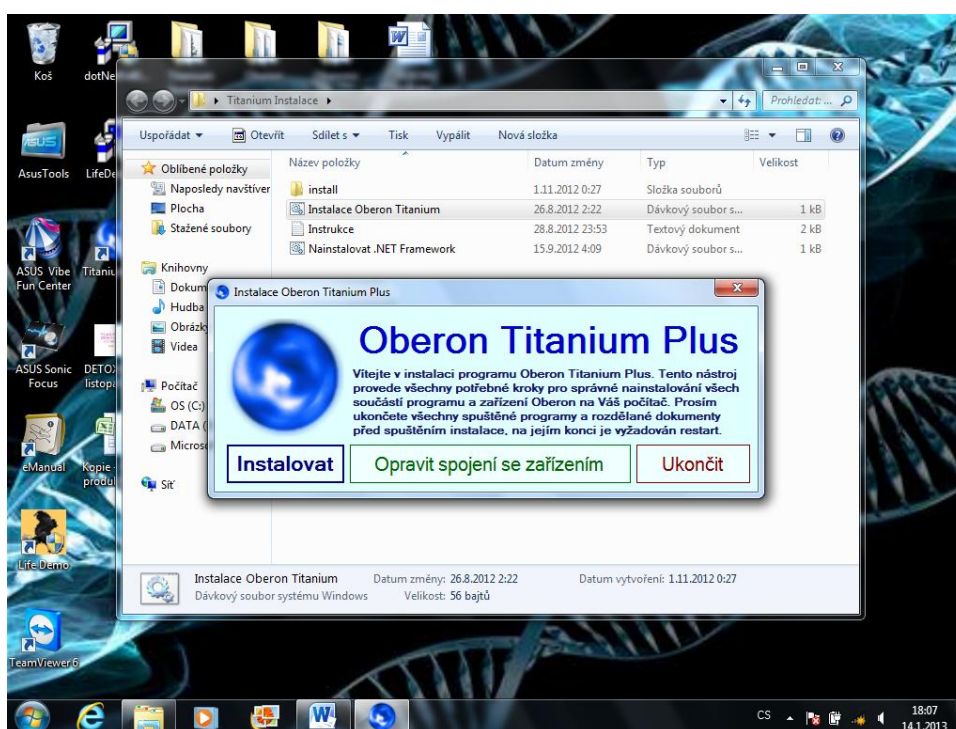 Koš
dotNe
AsusTools
LifeDe
ASUS Vibe
Fun Center
Titaniu
ASUS Sonic
Focus
DETOX
listopa
eManual
Kopie -
produl
Life Demo
TeamViewer 6
Titanium Instalace
Prohledat: ...
Uspořádat
Otevřít
Sdílet s
Tisk
Vypálit
Nová složka
Název položky
Datum změny
Typ
Velikost
Oblíbené položky
Naposledy navštíver
Plocha
Stažené soubory
Knihovny
Dokum
Hudba
Obrázky
Videa
Počítač
OS (C:)
DATA (
Microso
Síť
install 1.11.2012 0:27 Složka souborů
Instalace Oberon Titanium 26.8.2012 2:22 Dávkový soubor s... 1 kB
Instrukce 28.8.2012 23:53 Textový dokument 2 kB
Nainstalovat .NET Framework 15.9.2012 4:09 Dávkový soubor s... 1 kB
Instalace Oberon Titanium Plus
Oberon Titanium Plus
Vítejte v instalaci programu Oberon Titanium Plus. Tento nástroj
provede všechny potřebné kroky pro správné nainstalování všech
součástí programu a zařízení Oberon na Váš počítač. Prosím
ukončete všechny spuštěné programy a rozdělané dokumenty
před spuštěním instalace, na jejím konci je vyžadován restart.
Instalovat
Opravit spojení se zařízením
Ukončit
Instalace Oberon Titanium Datum změny: 26.8.2012 2:22 Datum vytvoření: 1.11.2012 0:27
Dávkový soubor systému Windows Velikost: 56 bajtů
CS
18:07
14.1.2013